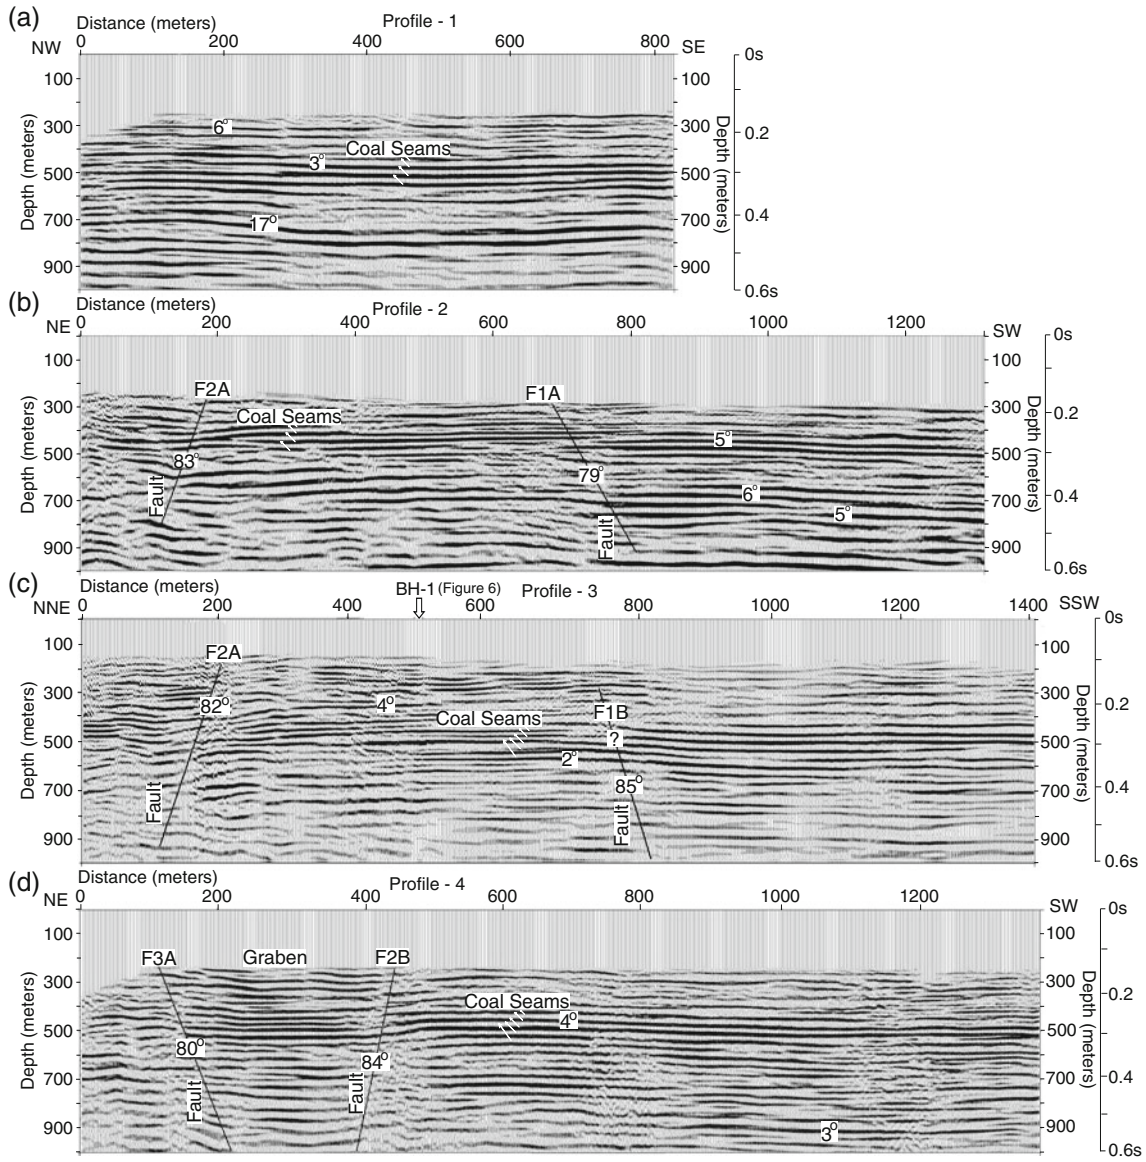 (a)
Distance (meters) Profile - 1
NW 0 200 400 600 800 SE
0s
100 100
300 6° 300 0.2
Coal Seams
3°
500 500
700 17° 700 0.4
900 900
0.6s
Depth (meters) Depth (meters)
(b)
Distance (meters) Profile - 2
NE 0 200 400 600 800 1000 1200 SW
0s
100 100
F2A F1A
300 300 0.2
Coal Seams
5°
500 500
83° 79°
Fault 6°
700 700 0.4
5°
Fault
900 900
0.6s
Depth (meters) Depth (meters)
(c)
Distance (meters) BH-1 (Figure 6) Profile - 3
NNE 0 200 400 600 800 1000 1200 1400 SSW
0s
100 100
F2A
300 300
82° 4° F1B 0.2
Coal Seams
?
500 500
2°
85°
700 700 0.4
Fault Fault
900 900
0.6s
Depth (meters) Depth (meters)
(d)
Distance (meters) Profile - 4
NE 0 200 400 600 800 1000 1200 SW
0s
100 100
F3A Graben F2B
300 300 0.2
Coal Seams
4°
500 500
80° 84°
700 700 0.4
Fault Fault
900 3° 900
0.6s
Depth (meters) Depth (meters)